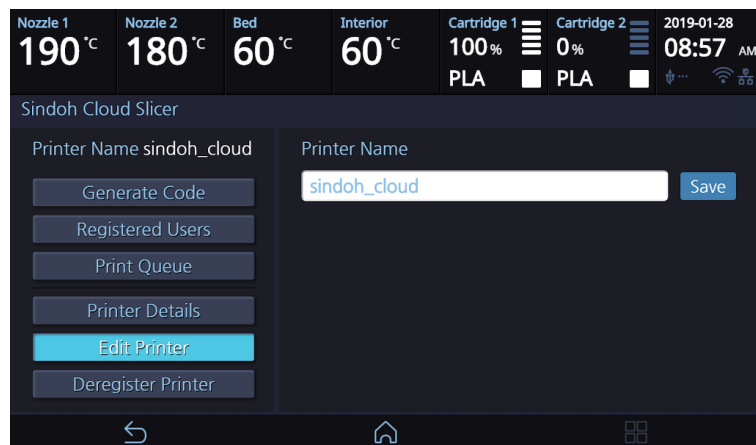 Nozzle 1
190 °C
Nozzle 2
180 °C
Bed
60 °C
Interior
60 °C
Cartridge 1
100 %
PLA
Cartridge 2
0 %
PLA
2019-01-28
08:57 AM
Sindoh Cloud Slicer
Printer Name sindoh_cloud
Generate Code
Registered Users
Print Queue
Printer Details
Edit Printer
Deregister Printer
Printer Name
sindoh_cloud
Save